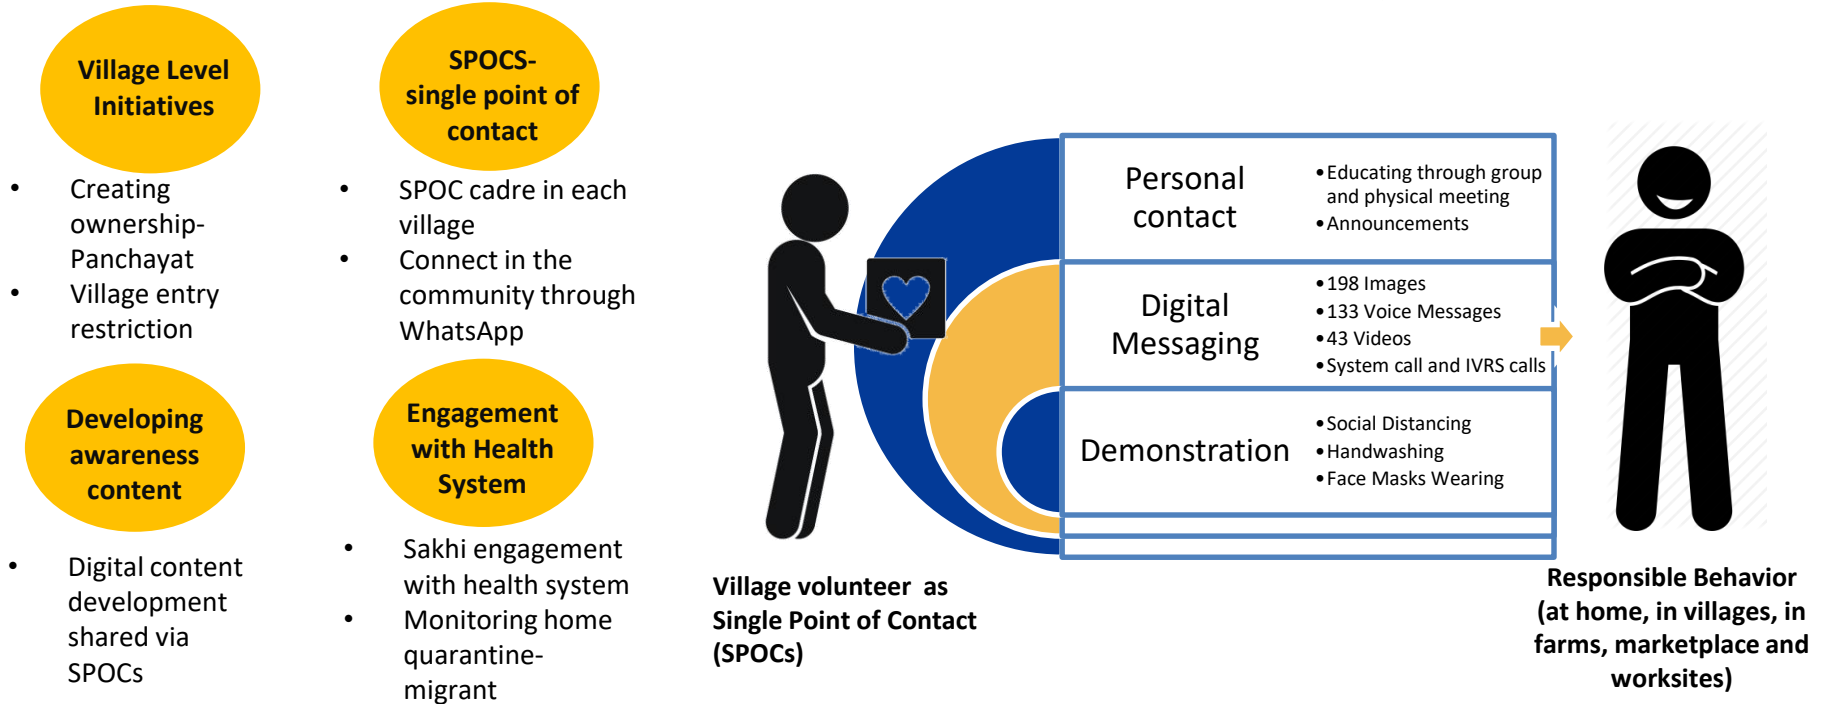 Village Level
Initiatives
• Creating
ownership-
Panchayat
• Village entry
restriction
SPOCS-
single point of
contact
• SPOC cadre in each
village
• Connect in the
community through
WhatsApp
Developing
awareness
content
• Digital content
development
shared via
SPOCs
Engagement
with Health
System
• Sakhi engagement
with health system
• Monitoring home
quarantine-
migrant
Village volunteer as
Single Point of Contact
(SPOCs)
Personal
contact
•Educating through group
and physical meeting
•Announcements
Digital
Messaging
•198 Images
•133 Voice Messages
•43 Videos
•System call and IVRS calls
Demonstration
•Social Distancing
•Handwashing
•Face Masks Wearing
Responsible Behavior
(at home, in villages, in
farms, marketplace and
worksites)